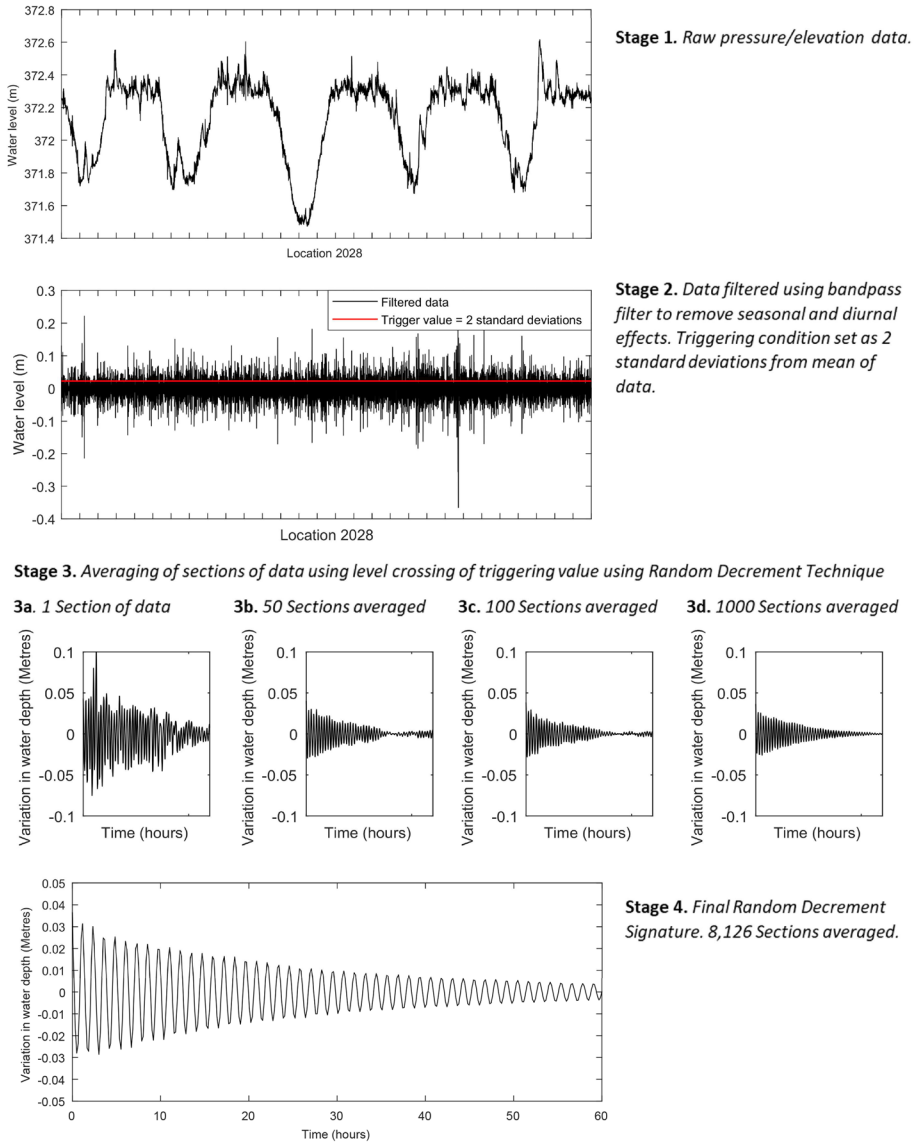 372.8
372.6
372.4
372.2
372
371.8
371.6
371.4
Water level (m)
Location 2028
Stage 1. Raw pressure/elevation data.
0.3
0.2
0.1
0
-0.1
-0.2
-0.3
-0.4
Water level (m)
Filtered data
Trigger value = 2 standard deviations
Location 2028
Stage 2. Data filtered using bandpass
filter to remove seasonal and diurnal
effects. Triggering condition set as 2
standard deviations from mean of
data.
Stage 3. Averaging of sections of data using level crossing of triggering value using Random Decrement Technique
3a. 1 Section of data
3b. 50 Sections averaged
3c. 100 Sections averaged
3d. 1000 Sections averaged
Variation in water depth (Metres)
0.1
0.05
0
-0.05
-0.1
Time (hours)
Variation in water depth (Metres)
0.1
0.05
0
-0.05
-0.1
Time (hours)
Variation in water depth (Metres)
0.1
0.05
0
-0.05
-0.1
Time (hours)
Variation in water depth (Metres)
0.1
0.05
0
-0.05
-0.1
Time (hours)
Variation in water depth (Metres)
0.05
0.04
0.03
0.02
0.01
0
-0.01
-0.02
-0.03
-0.04
-0.05
0 10 20 30 40 50 60
Time (hours)
Stage 4. Final Random Decrement
Signature. 8,126 Sections averaged.